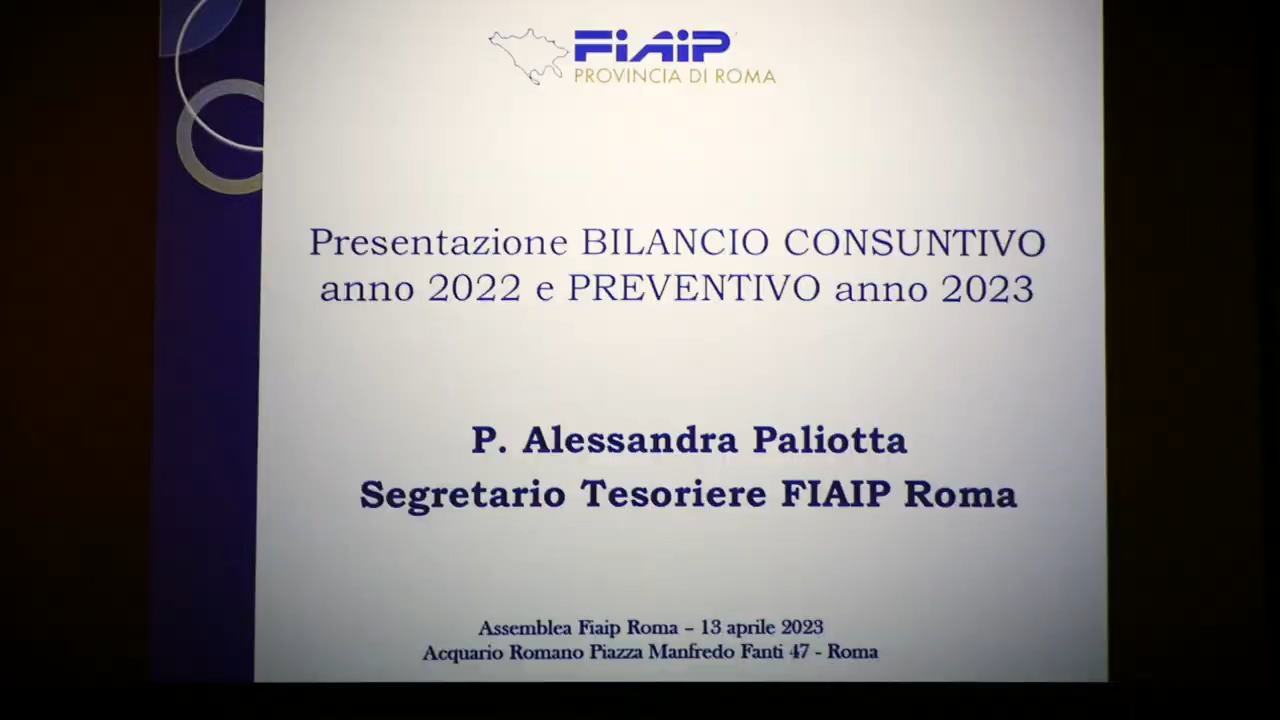 FIAIP
PROVINCIA DI ROMA
Presentazione BILANCIO CONSUNTIVO
anno 2022 e PREVENTIVO anno 2023
P. Alessandra Paliotta
Segretario Tesoriere FIAIP Roma
Assemblea Fiaip Roma – 13 aprile 2023
Acquario Romano Piazza Manfredo Fanti 47 - Roma